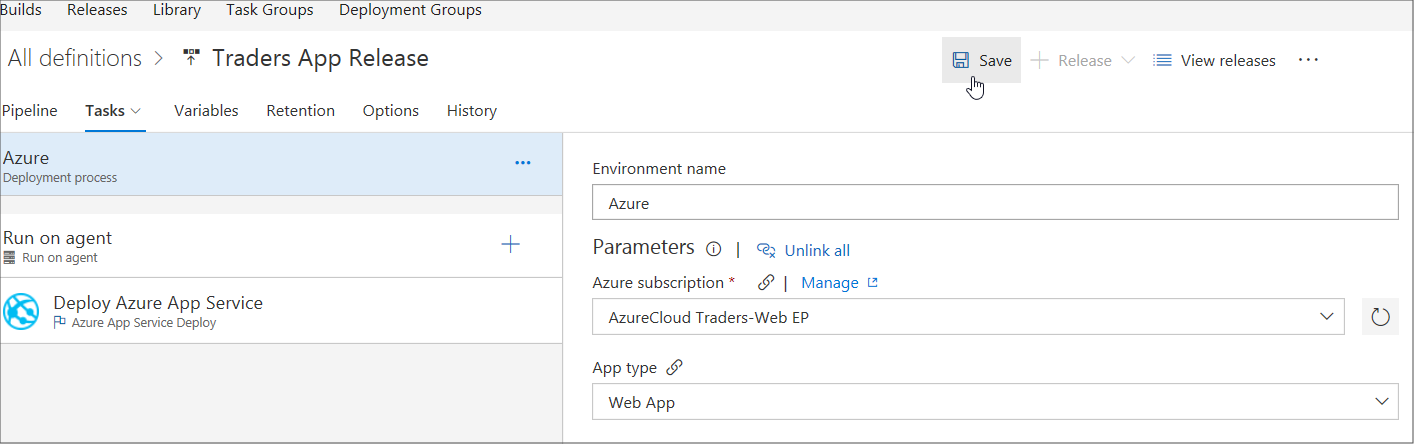 Builds Releases Library Task Groups Deployment Groups
All definitions > Traders App Release
Save + Release View releases ...
Pipeline Tasks Variables Retention Options History
Azure ...
Deployment process
Run on agent +
Run on agent
Deploy Azure App Service
Azure App Service Deploy
Environment name
Azure
Parameters | Unlink all
Azure subscription * | Manage
AzureCloud Traders-Web EP
App type
Web App